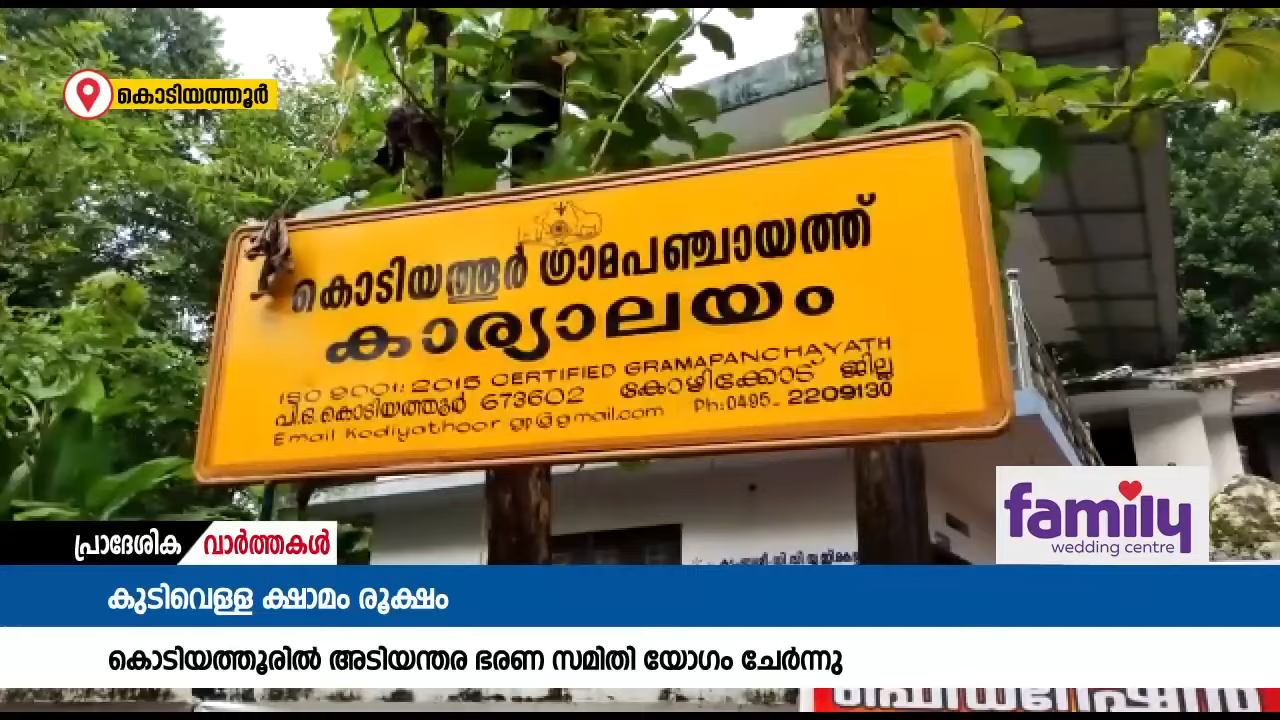 കൊടിയത്തൂർ
കൊടിയത്തൂർ ഗ്രാമപഞ്ചായത്ത്
കാര്യാലയം
ISO 9001:2015 CERTIFIED GRAMAPANCHAYATH
പി.ഒ.കൊടിയത്തൂർ 673602 കോഴിക്കോട് ജില്ല
Email Kodiyathoor gp@gmail.com Ph:0495- 2209130
family
wedding centre
പ്രാദേശിക വാർത്തകൾ
കുടിവെള്ള ക്ഷാമം രൂക്ഷം
കൊടിയത്തൂരിൽ അടിയന്തര ഭരണ സമിതി യോഗം ചേർന്നു